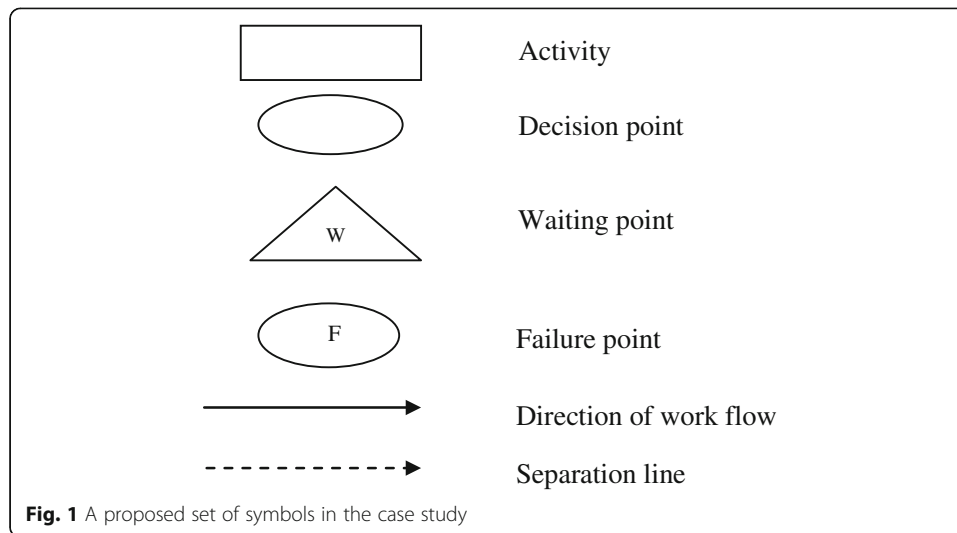 Activity
Decision point
W
Waiting point
F
Failure point
Direction of work flow
Separation line
Fig. 1 A proposed set of symbols in the case study